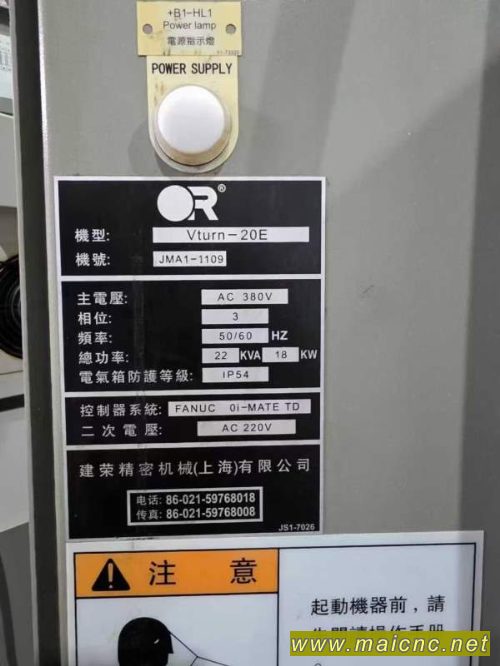 +B1-HL1
Power lamp
電源指示燈
POWER SUPPLY
OR®
機型: Vturn-20E
機號: JMA1-1109
主電壓: AC 380V
相位: 3
頻率: 50/60 HZ
總功率: 22 KVA 18 KW
電氣箱防護等級: IP54
控制器系統: FANUC 0i-MATE TD
二次電壓: AC 220V
建荣精密机械(上海)有限公司
电话: 86-021-59768018
传真: 86-021-59768008
JS1-7026
注意
起動機器前，請
www.maicnc.net